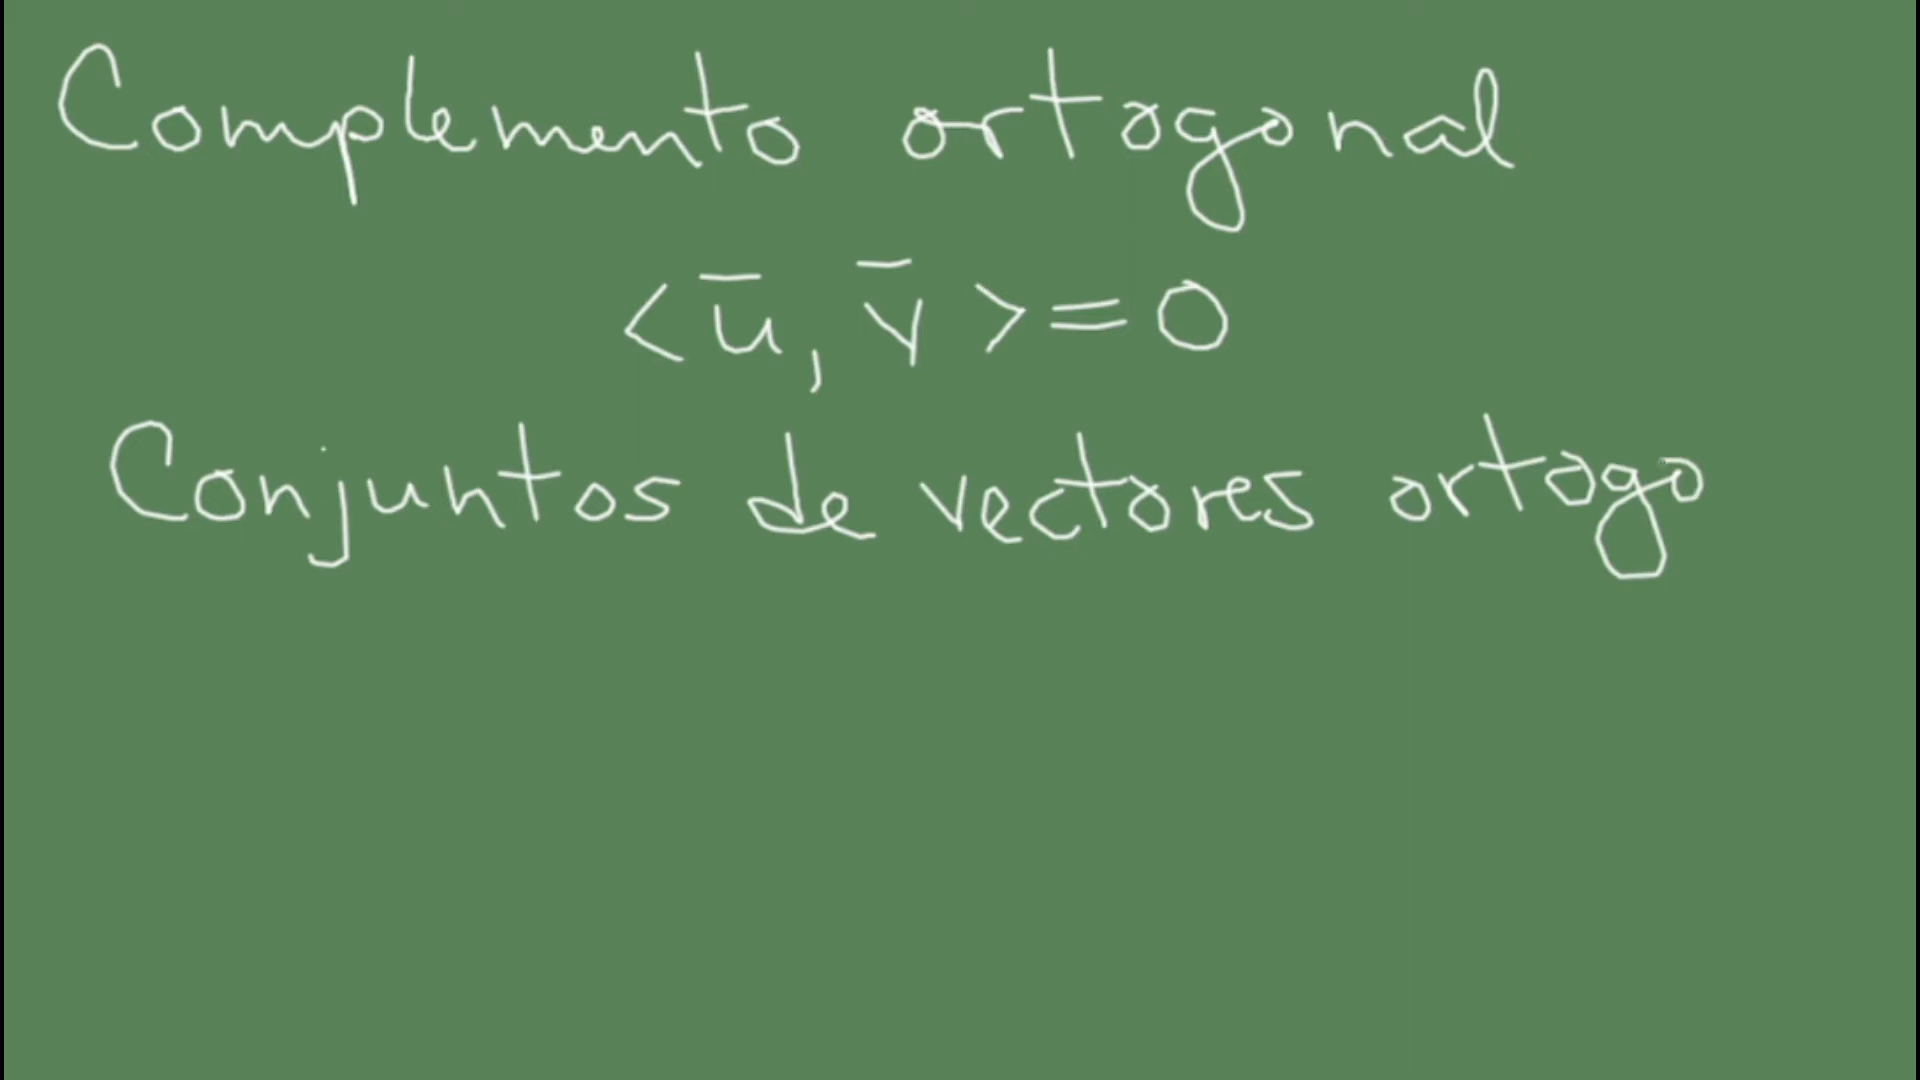 Complemento ortogonal
<ū, v̄> = 0
Conjuntos de vectores ortogo